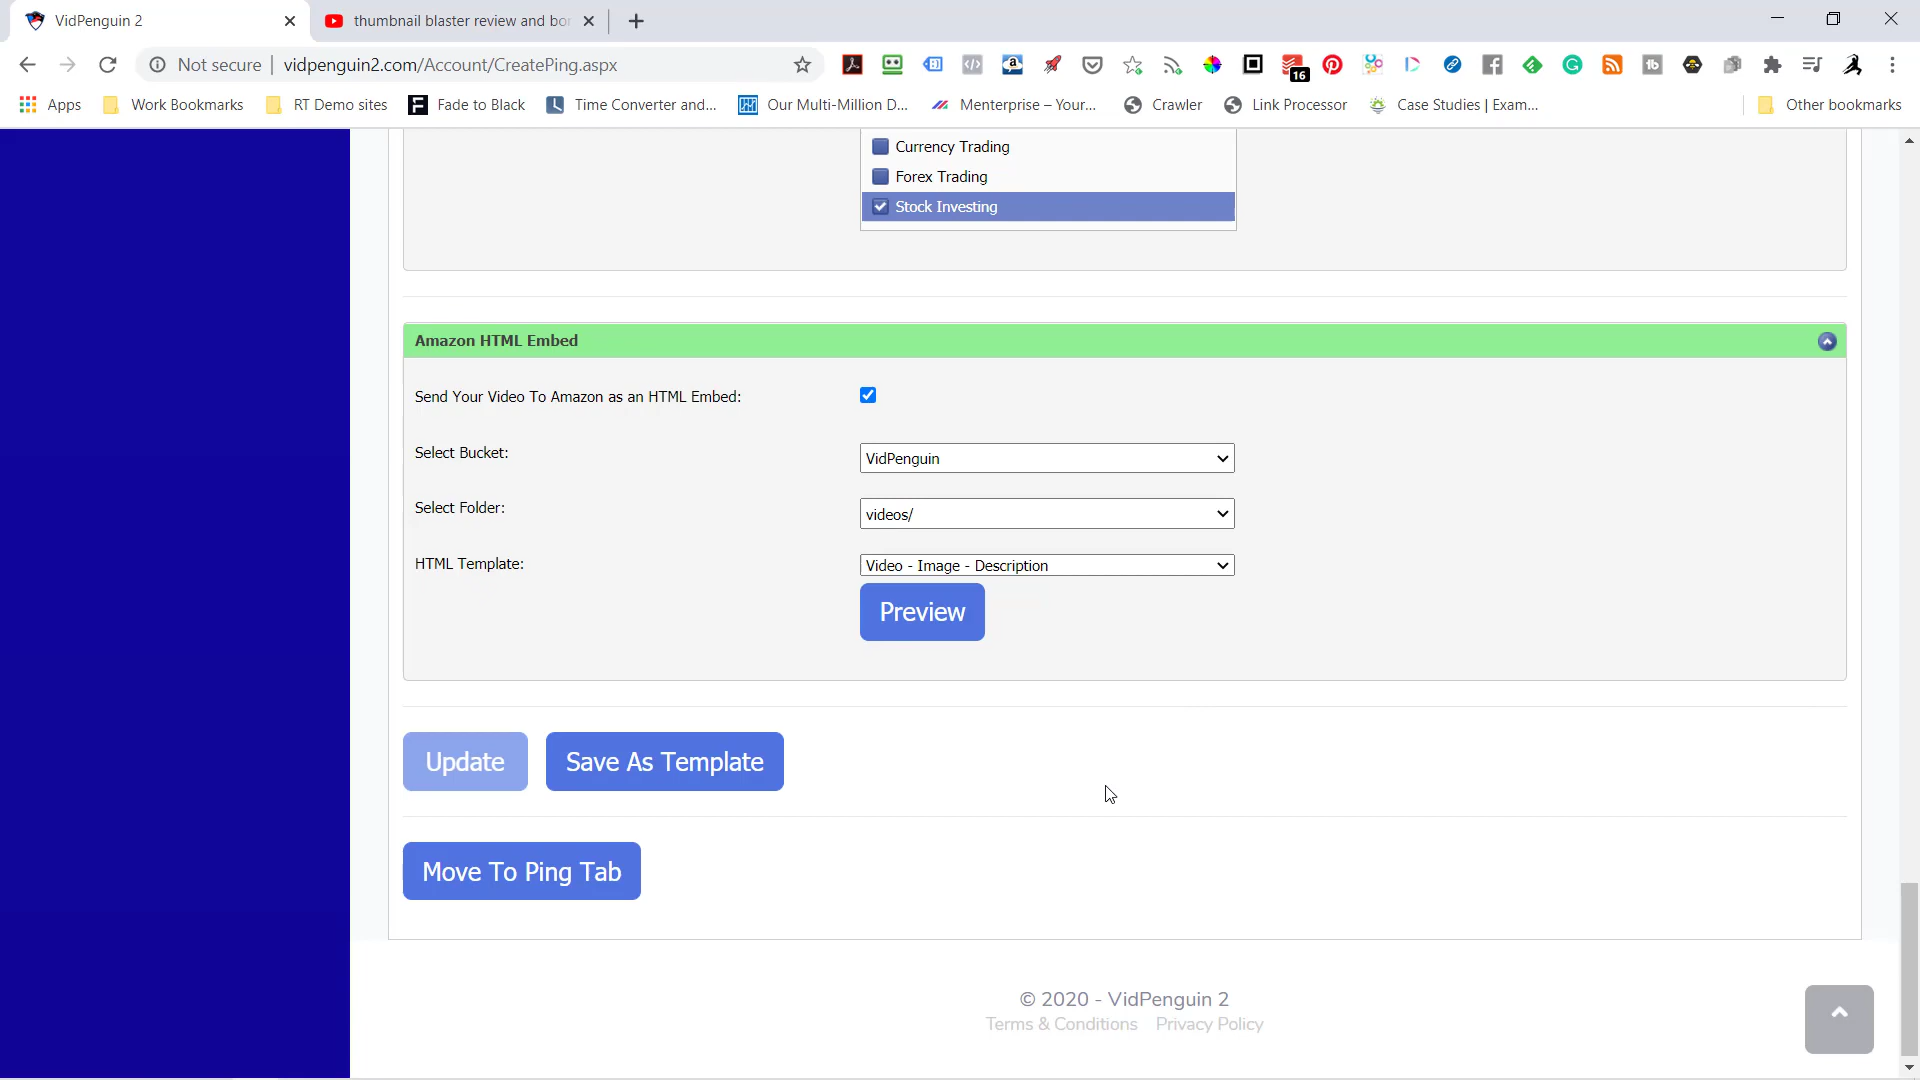 VidPenguin 2
thumbnail blaster review and bo
Not secure
vidpenguin2.com/Account/CreatePing.aspx
16
Apps
Work Bookmarks
RT Demo sites
Fade to Black
Time Converter and...
Our Multi-Million D...
Menterprise – Your...
Crawler
Link Processor
Case Studies | Exam...
Other bookmarks
Currency Trading
Forex Trading
Stock Investing
Amazon HTML Embed
Send Your Video To Amazon as an HTML Embed:
Select Bucket:
VidPenguin
Select Folder:
videos/
HTML Template:
Video - Image - Description
Preview
Update
Save As Template
Move To Ping Tab
© 2020 - VidPenguin 2
Terms & Conditions Privacy Policy